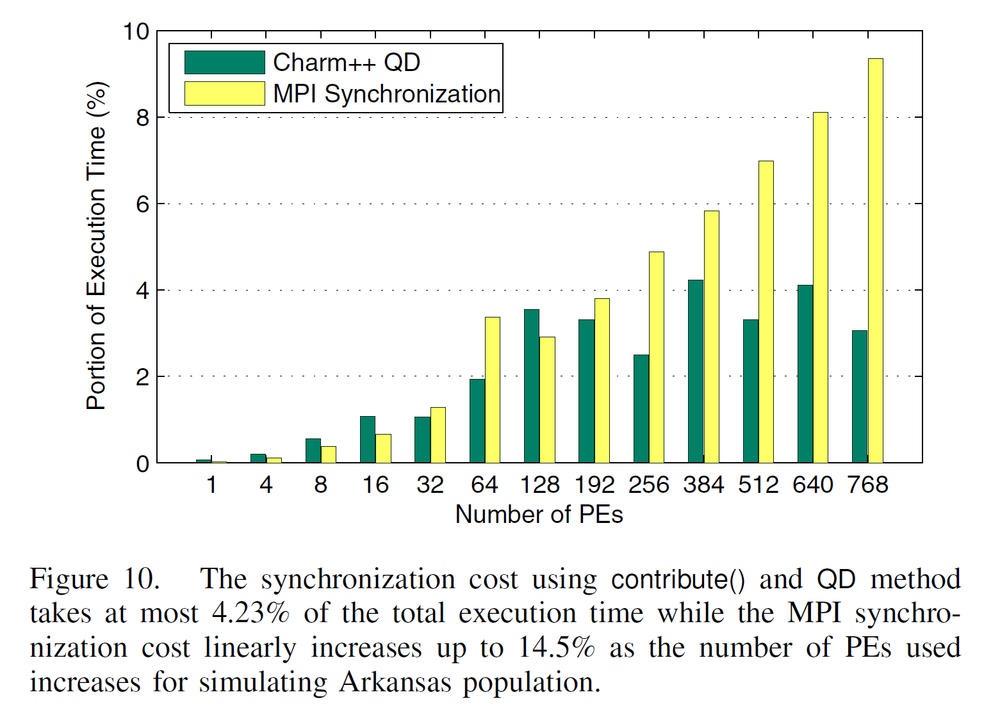 10
8
6
4
2
0
Portion of Execution Time (%)
Charm++ QD
MPI Synchronization
1 4 8 16 32 64 128 192 256 384 512 640 768
Number of PEs
Figure 10. The synchronization cost using contribute() and QD method
takes at most 4.23% of the total execution time while the MPI synchro-
nization cost linearly increases up to 14.5% as the number of PEs used
increases for simulating Arkansas population.